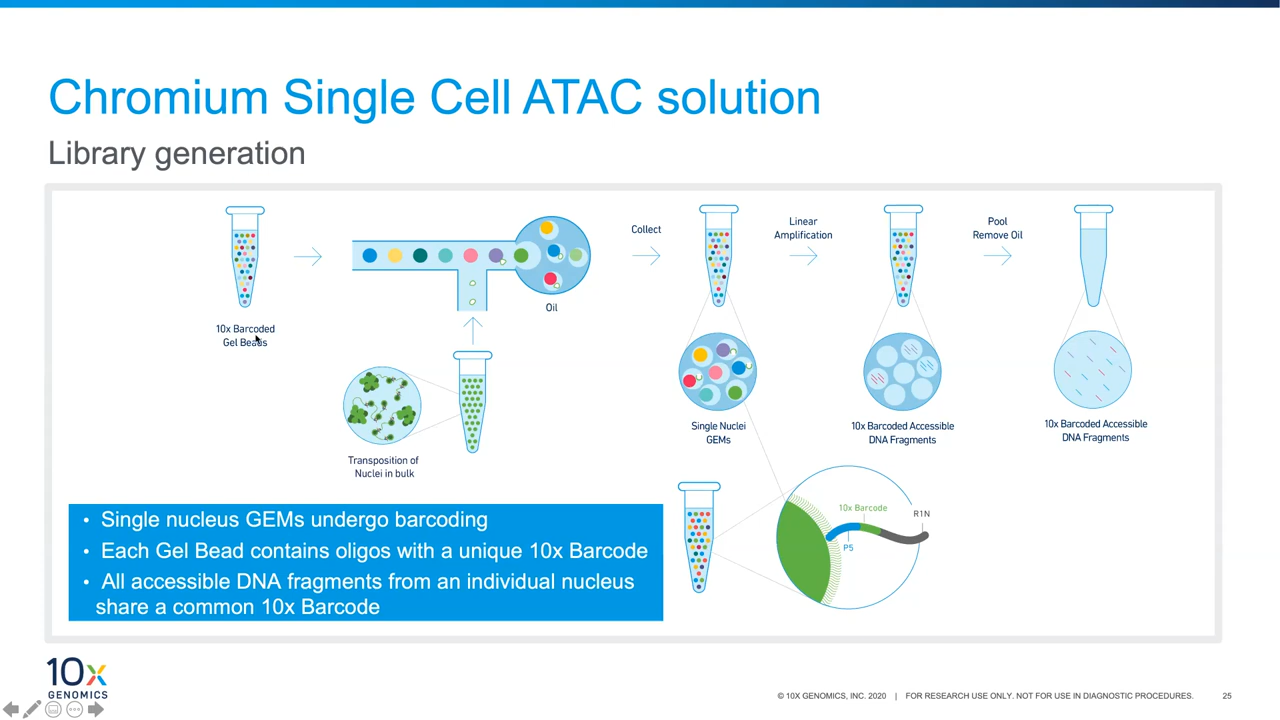 Chromium Single Cell ATAC solution
Library generation
10x Barcoded
Gel Beads
Oil
Transposition of
Nuclei in bulk
Collect
Single Nuclei
GEMs
Linear
Amplification
10x Barcoded Accessible
DNA Fragments
Pool
Remove Oil
10x Barcoded Accessible
DNA Fragments
10x Barcode
R1N
P5
• Single nucleus GEMs undergo barcoding
• Each Gel Bead contains oligos with a unique 10x Barcode
• All accessible DNA fragments from an individual nucleus
share a common 10x Barcode
10x
GENOMICS
© 10X GENOMICS, INC. 2020 | FOR RESEARCH USE ONLY. NOT FOR USE IN DIAGNOSTIC PROCEDURES. 25